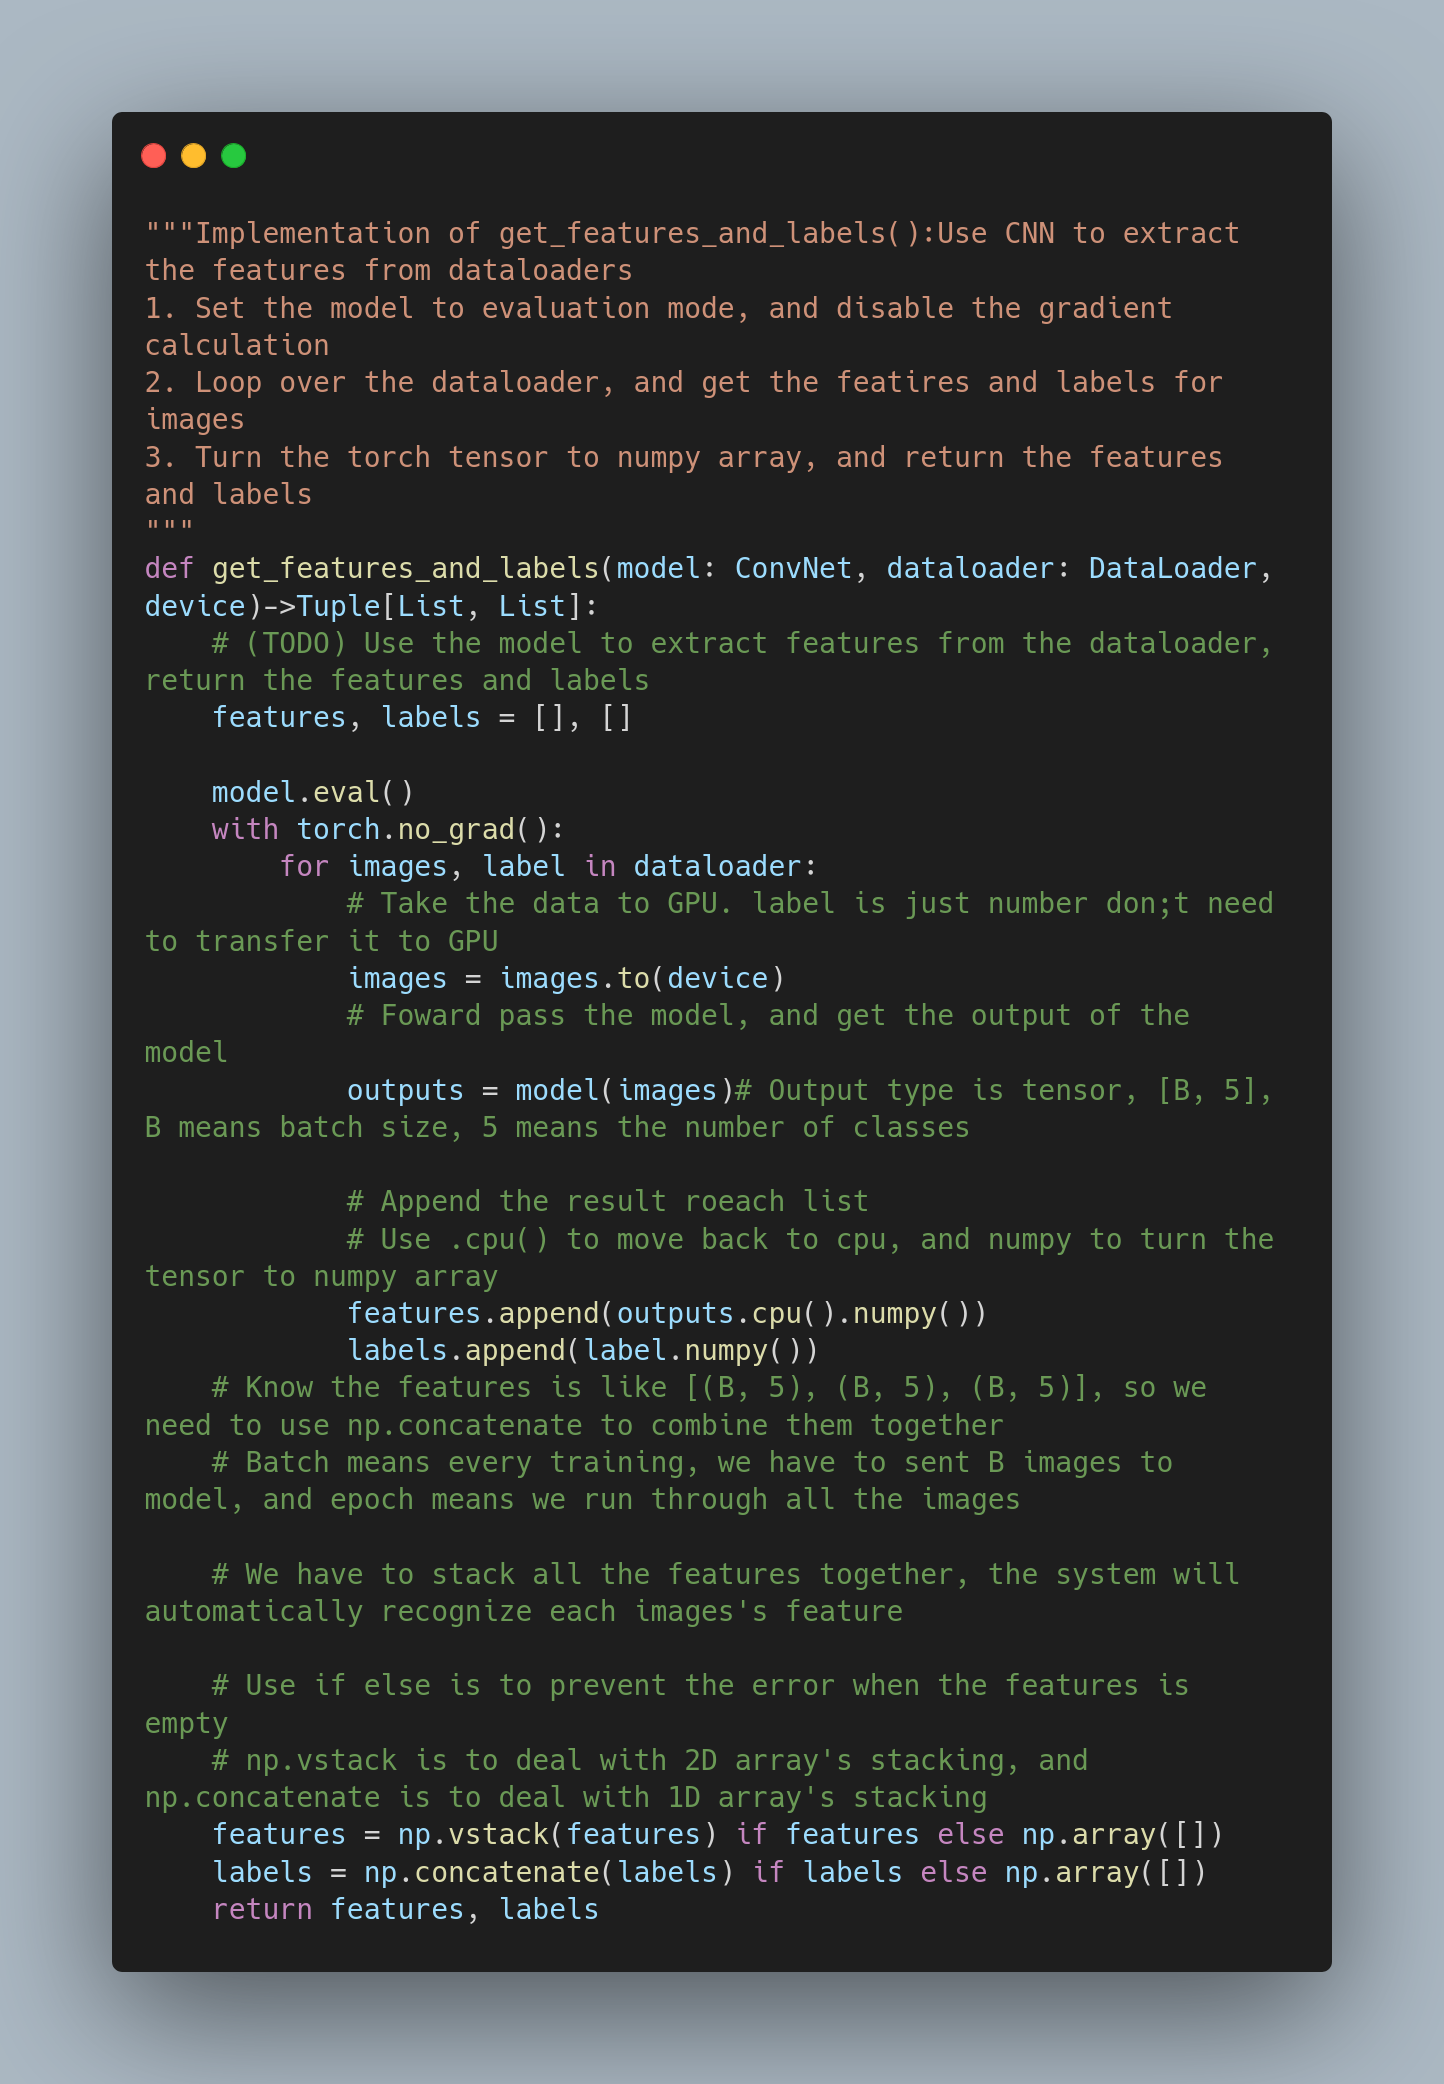 """Implementation of get_features_and_labels():Use CNN to extract
the features from dataloaders
1. Set the model to evaluation mode, and disable the gradient
calculation
2. Loop over the dataloader, and get the featires and labels for
images
3. Turn the torch tensor to numpy array, and return the features
and labels
"""
def get_features_and_labels(model: ConvNet, dataloader: DataLoader,
device)->Tuple[List, List]:
    # (TODO) Use the model to extract features from the dataloader,
return the features and labels
    features, labels = [], []

    model.eval()
    with torch.no_grad():
        for images, label in dataloader:
            # Take the data to GPU. label is just number don;t need
to transfer it to GPU
            images = images.to(device)
            # Foward pass the model, and get the output of the
model
            outputs = model(images)# Output type is tensor, [B, 5],
B means batch size, 5 means the number of classes

            # Append the result roeach list
            # Use .cpu() to move back to cpu, and numpy to turn the
tensor to numpy array
            features.append(outputs.cpu().numpy())
            labels.append(label.numpy())
    # Know the features is like [(B, 5), (B, 5), (B, 5)], so we
need to use np.concatenate to combine them together
    # Batch means every training, we have to sent B images to
model, and epoch means we run through all the images

    # We have to stack all the features together, the system will
automatically recognize each images's feature

    # Use if else is to prevent the error when the features is
empty
    # np.vstack is to deal with 2D array's stacking, and
np.concatenate is to deal with 1D array's stacking
    features = np.vstack(features) if features else np.array([])
    labels = np.concatenate(labels) if labels else np.array([])
    return features, labels